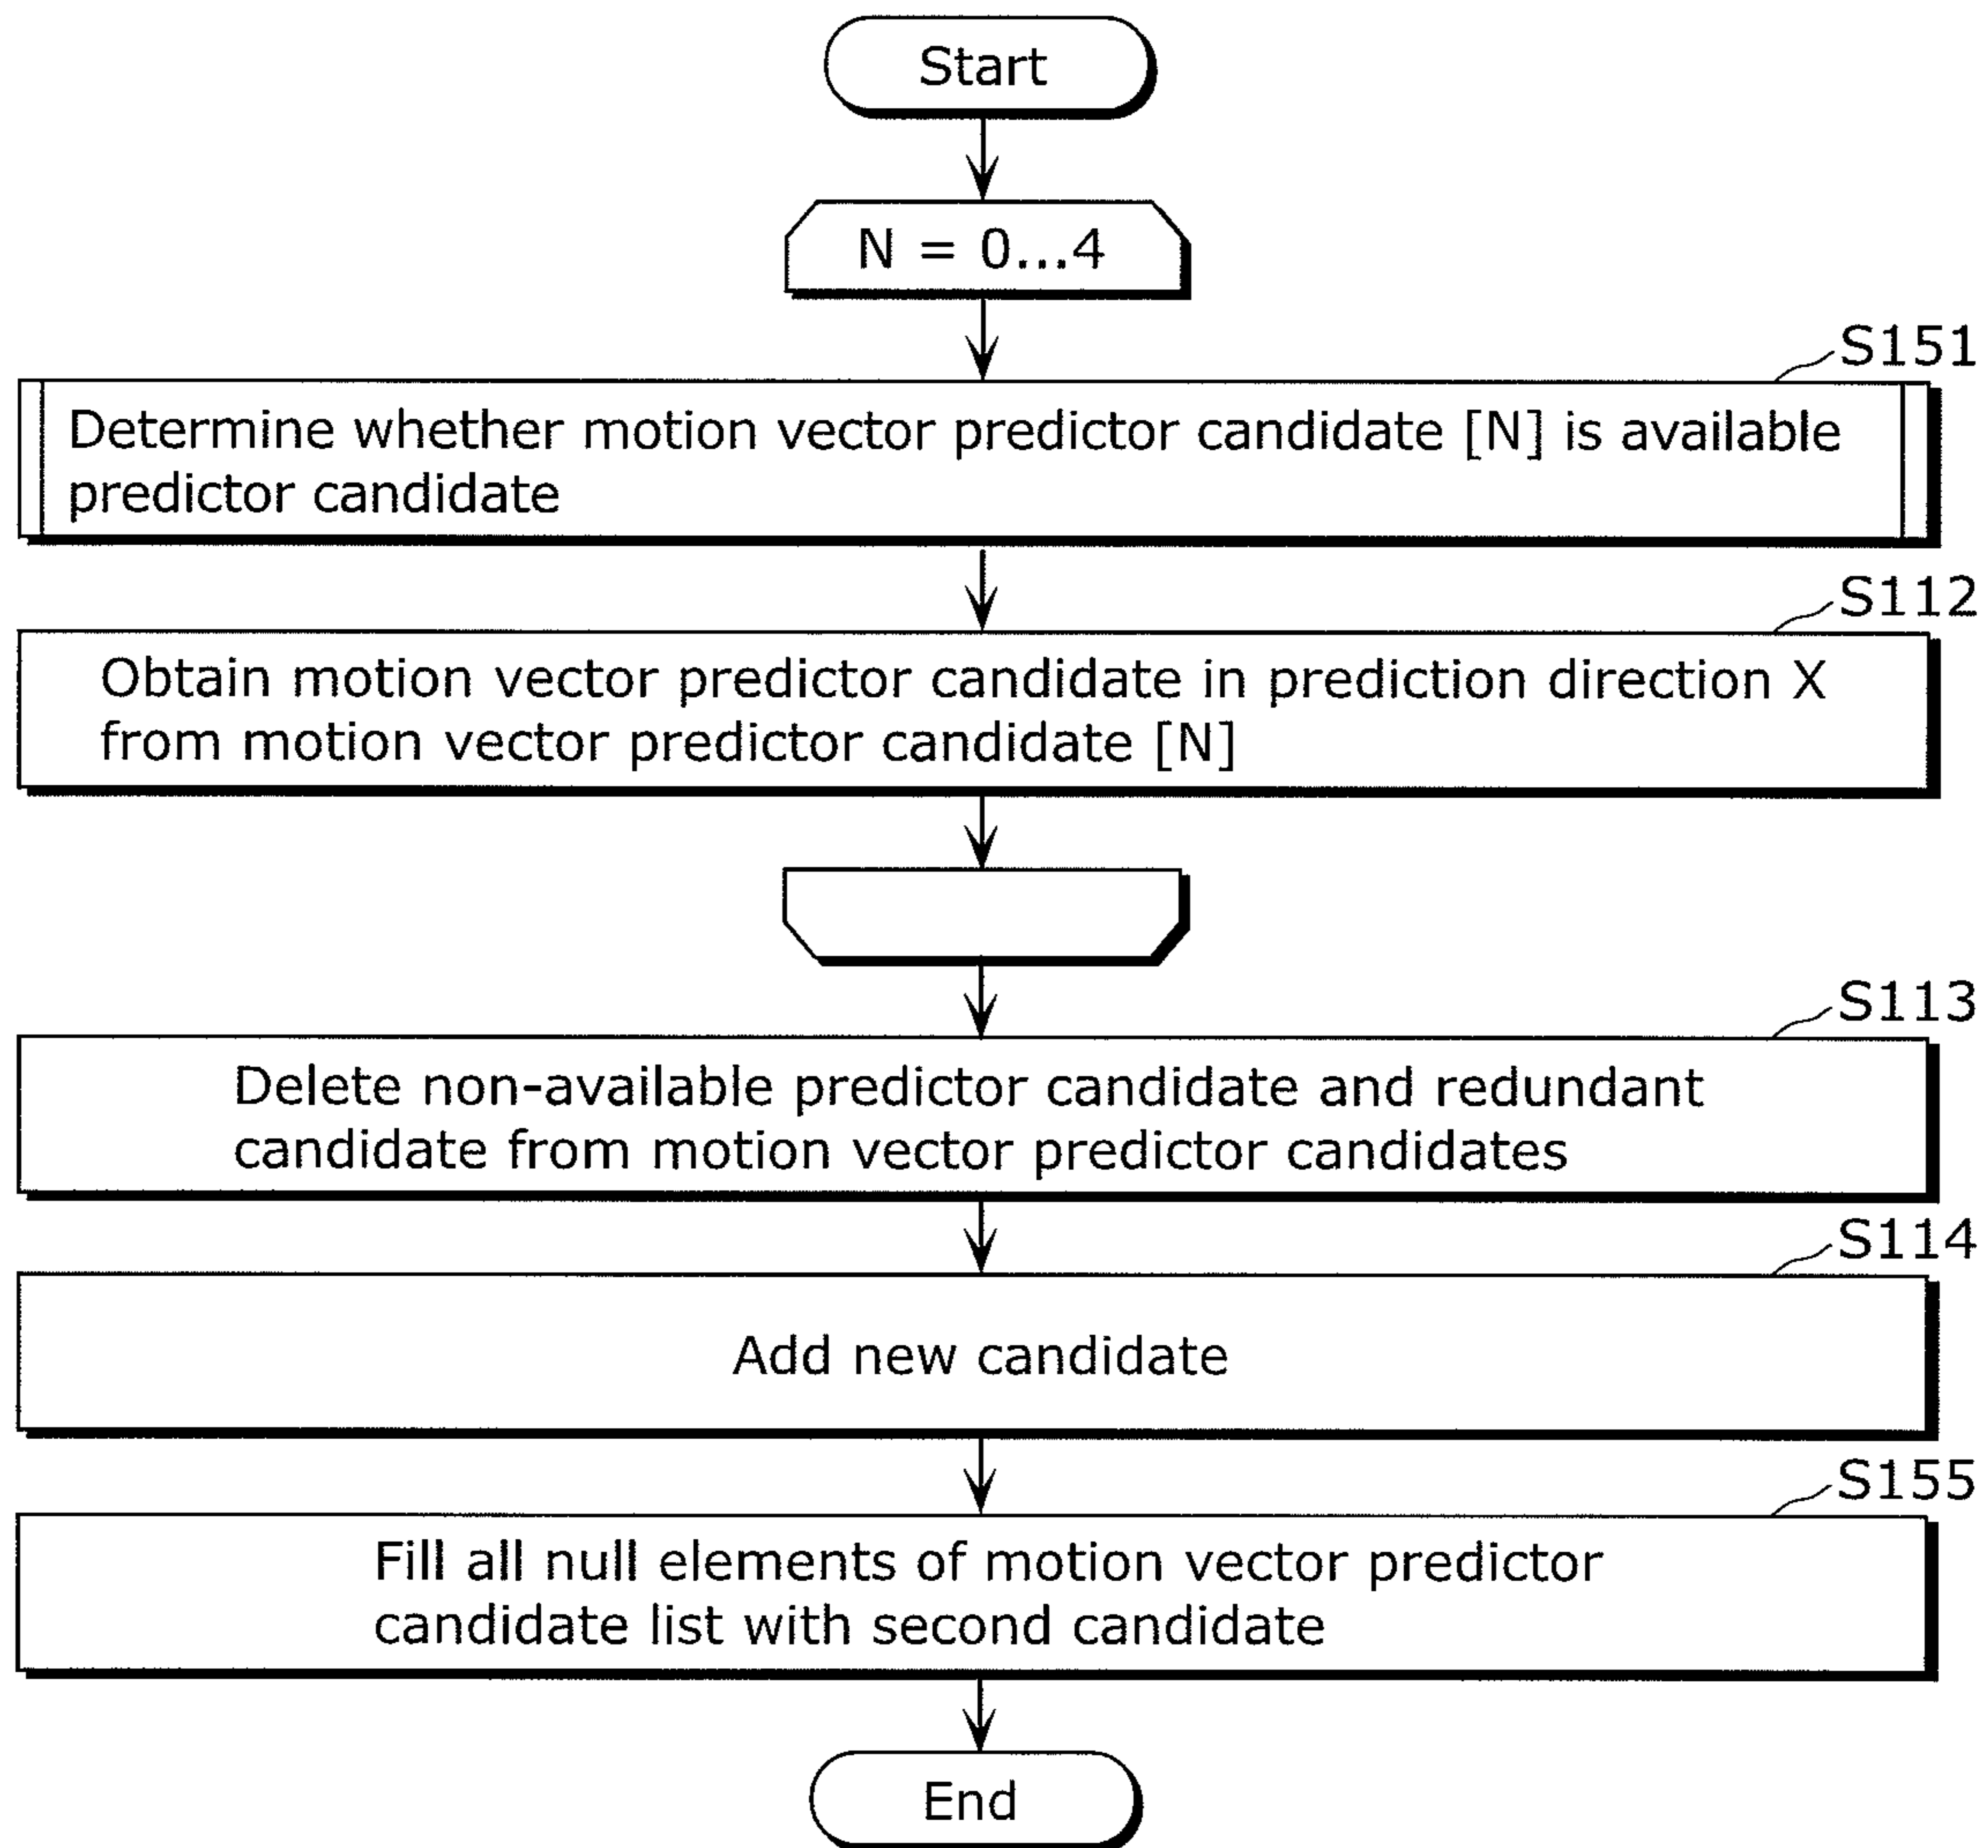 Start
N = 0...4
S151
Determine whether motion vector predictor candidate [N] is available
predictor candidate
S112
Obtain motion vector predictor candidate in prediction direction X
from motion vector predictor candidate [N]
S113
Delete non-available predictor candidate and redundant
candidate from motion vector predictor candidates
S114
Add new candidate
S155
Fill all null elements of motion vector predictor
candidate list with second candidate
End